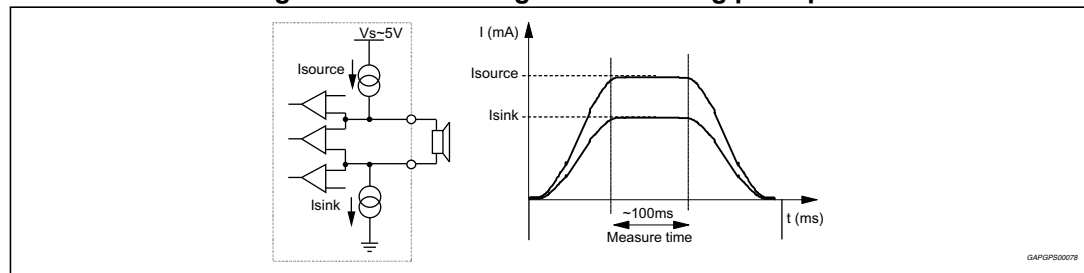 Vs~5V
Isource
Isink
I (mA)
Isource
Isink
~100ms
Measure time
t (ms)
GAPGPS00078